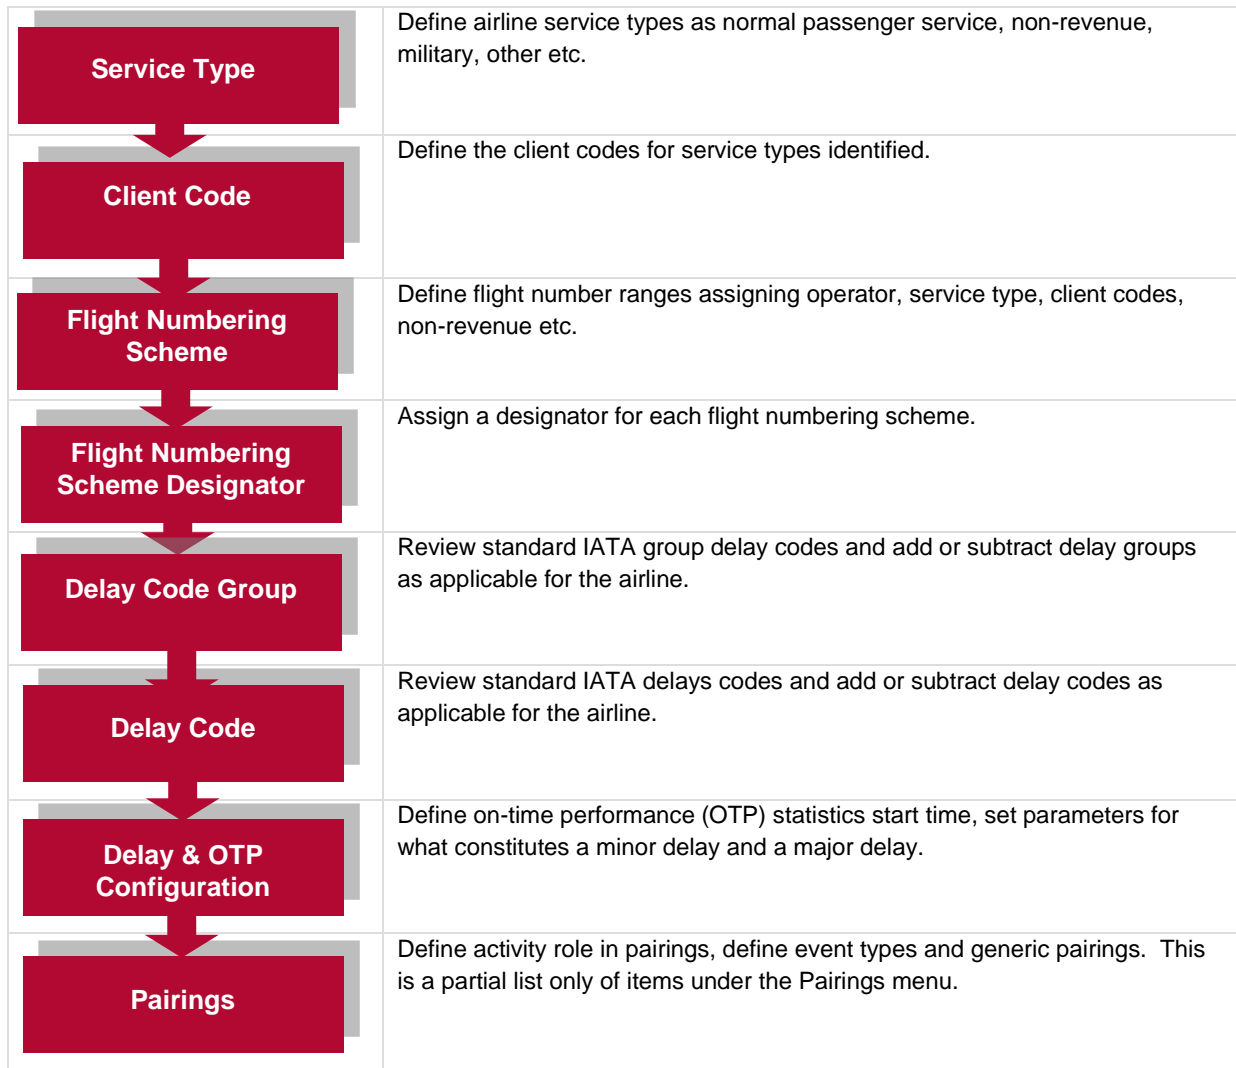 Service Type
Define airline service types as normal passenger service, non-revenue,
military, other etc.
Client Code
Define the client codes for service types identified.
Flight Numbering
Scheme
Define flight number ranges assigning operator, service type, client codes,
non-revenue etc.
Flight Numbering
Scheme Designator
Assign a designator for each flight numbering scheme.
Delay Code Group
Review standard IATA group delay codes and add or subtract delay groups
as applicable for the airline.
Delay Code
Review standard IATA delays codes and add or subtract delay codes as
applicable for the airline.
Delay & OTP
Configuration
Define on-time performance (OTP) statistics start time, set parameters for
what constitutes a minor delay and a major delay.
Pairings
Define activity role in pairings, define event types and generic pairings.  This
is a partial list only of items under the Pairings menu.